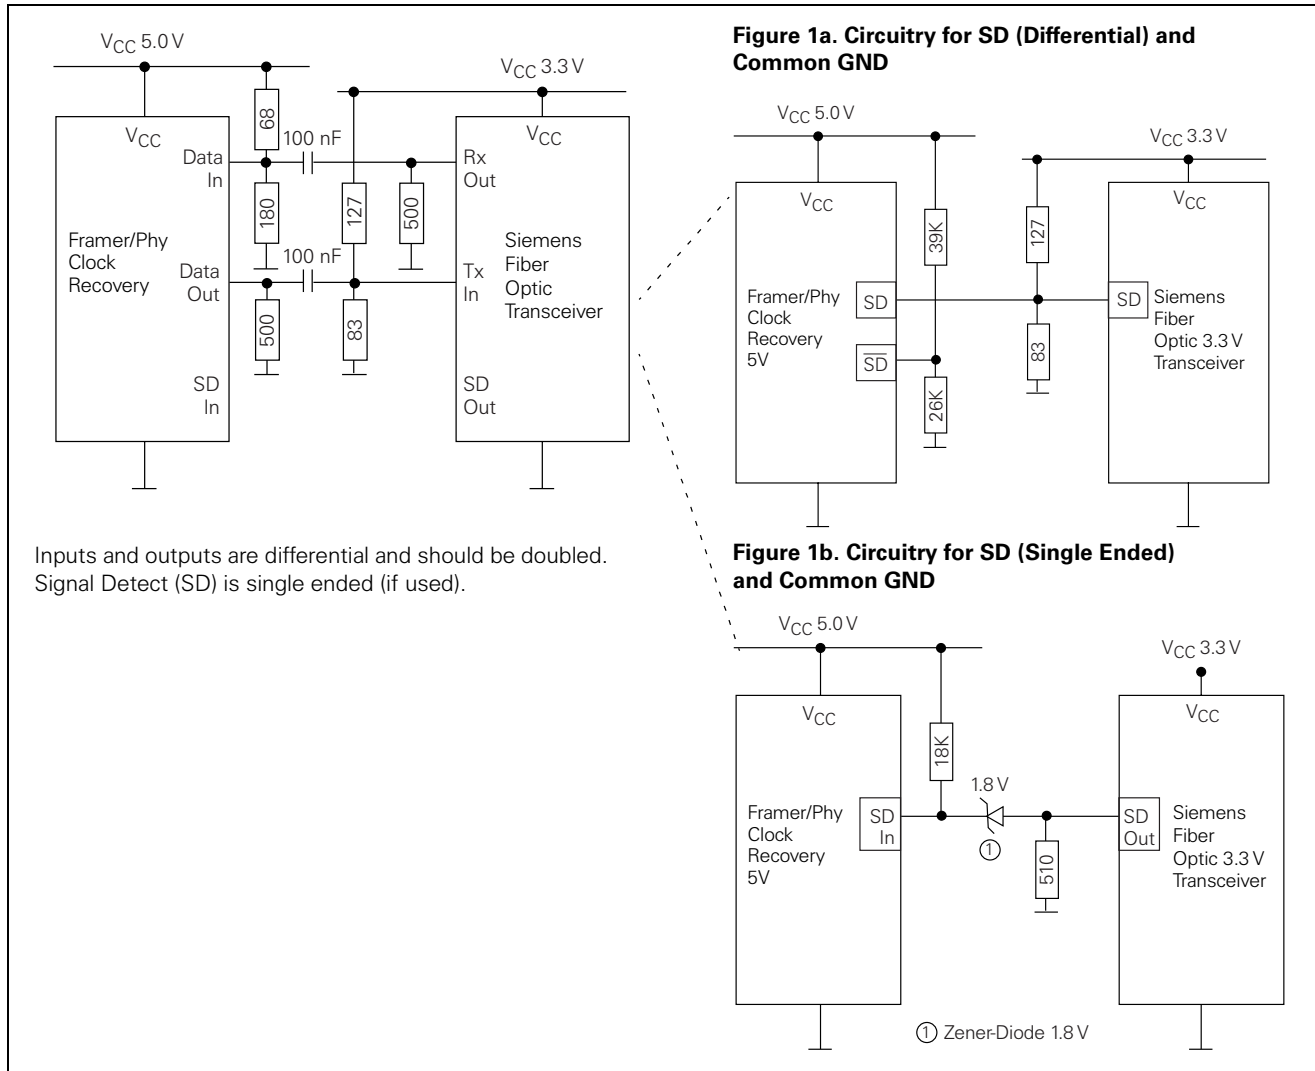 V_CC 5.0 V
V_CC 3.3 V
68
100 nF
V_CC
V_CC
Data
In
Rx
Out
180
127
500
Framer/Phy
Clock
Recovery
100 nF
Data
Out
Tx
In
Siemens
Fiber
Optic
Transceiver
500
83
SD
In
SD
Out
Inputs and outputs are differential and should be doubled.
Signal Detect (SD) is single ended (if used).
Figure 1a. Circuitry for SD (Differential) and
Common GND
V_CC 5.0 V
V_CC 3.3 V
V_CC
V_CC
39K
127
Framer/Phy
Clock
Recovery
5V
SD
S̅D̅
SD
Siemens
Fiber
Optic 3.3 V
Transceiver
83
26K
Figure 1b. Circuitry for SD (Single Ended)
and Common GND
V_CC 5.0 V
V_CC 3.3 V
V_CC
V_CC
18K
1.8 V
Framer/Phy
Clock
Recovery
5V
SD
In
①
510
SD
Out
Siemens
Fiber
Optic 3.3 V
Transceiver
① Zener-Diode 1.8 V